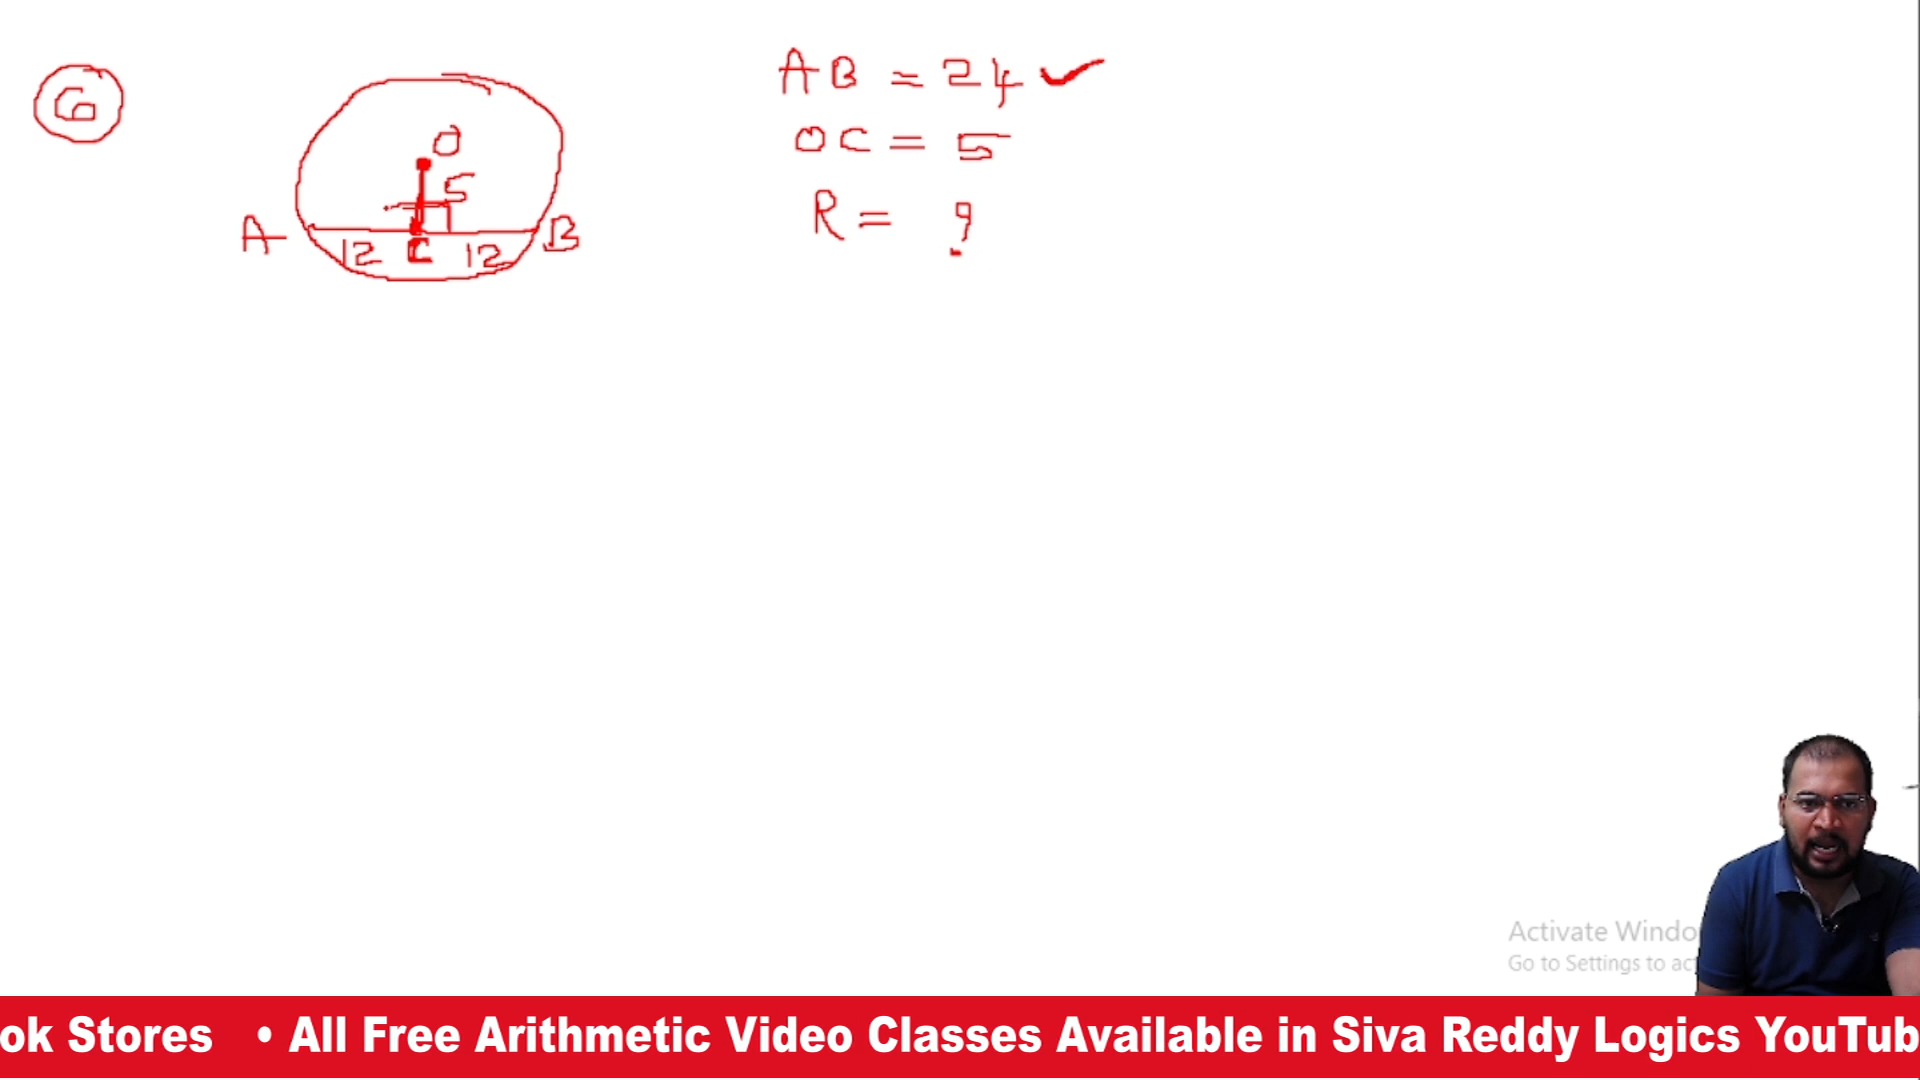 6
AB = 24 ✓
OC = 5
R = ?
O
5
A 12 C 12 B
Activate Windo
Go to Settings to act
ok Stores • All Free Arithmetic Video Classes Available in Siva Reddy Logics YouTub